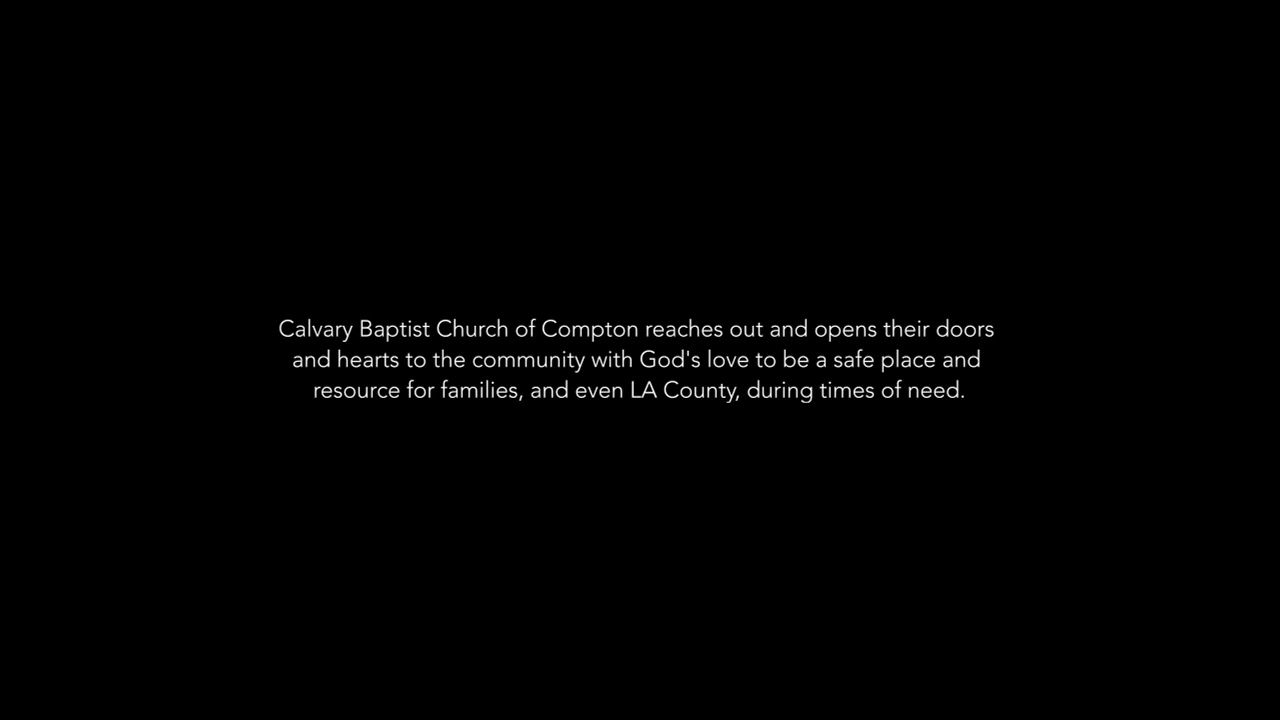 Calvary Baptist Church of Compton reaches out and opens their doors
and hearts to the community with God's love to be a safe place and
resource for families, and even LA County, during times of need.